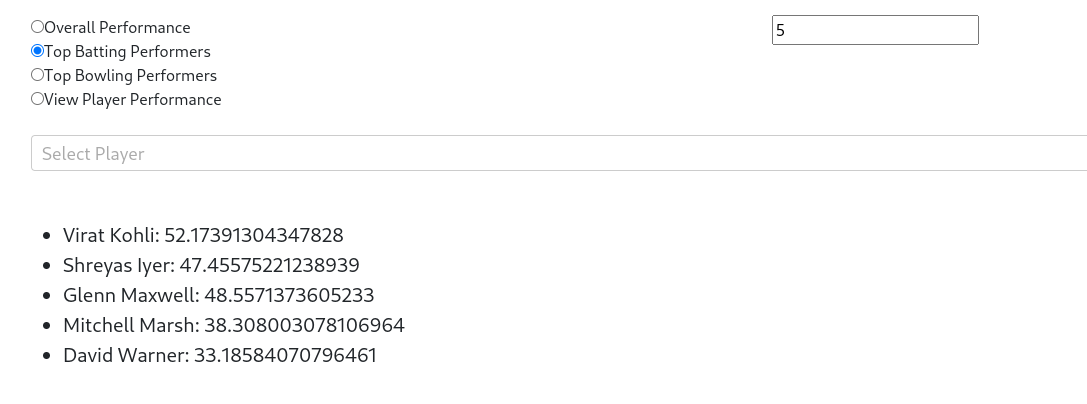 Overall Performance
5
Top Batting Performers
Top Bowling Performers
View Player Performance
Select Player
Virat Kohli: 52.17391304347828
Shreyas Iyer: 47.45575221238939
Glenn Maxwell: 48.5571373605233
Mitchell Marsh: 38.308003078106964
David Warner: 33.18584070796461